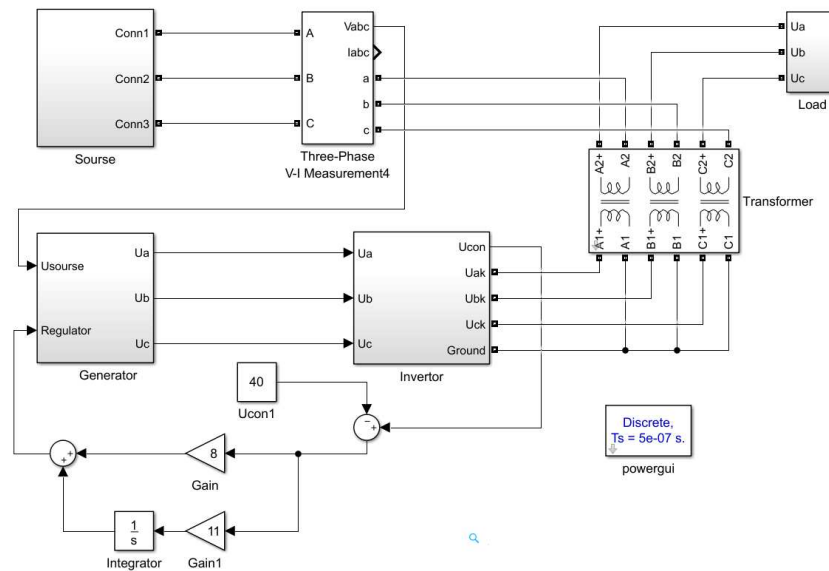 Conn1
Conn2
Conn3
Sourse
A
B
C
Vabc
Iabc
a
b
c
Three-Phase
V-I Measurement4
Ua
Ub
Uc
Load
A2+
A2
B2+
B2
C2+
C2
A1+
A1
B1+
B1
C1+
C1
Transformer
Usourse
Regulator
Ua
Ub
Uc
Generator
Ua
Ub
Uc
Ucon
Uak
Ubk
Uck
Ground
Invertor
40
Ucon1
− +
+ +
8
Gain
11
Gain1
1
s
Integrator
Discrete,
Ts = 5e-07 s.
powergui